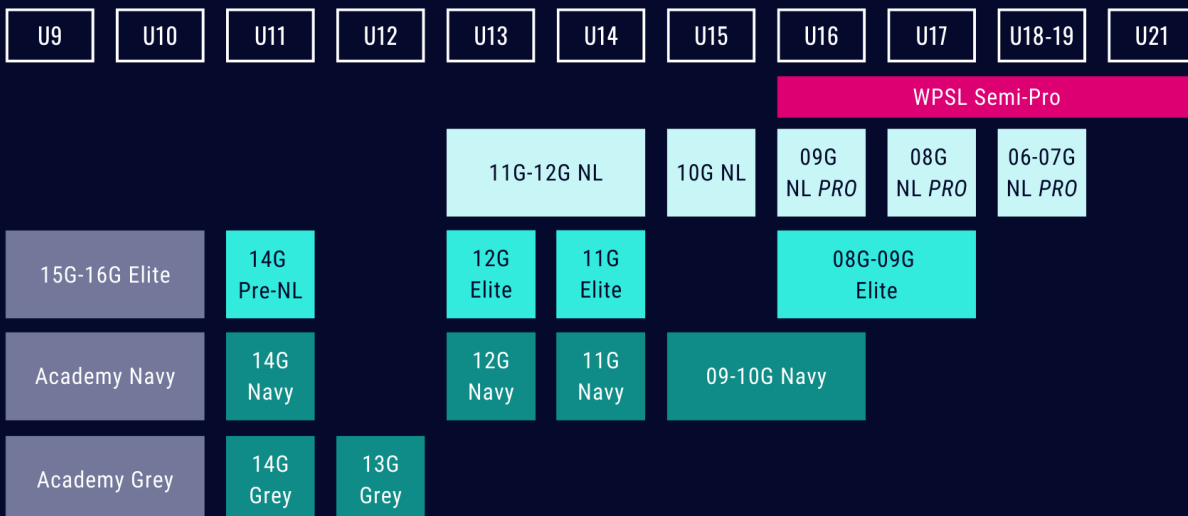 U9 U10 U11 U12 U13 U14 U15 U16 U17 U18-19 U21
WPSL Semi-Pro
11G-12G NL
10G NL
09G
NL PRO
08G
NL PRO
06-07G
NL PRO
15G-16G Elite
14G
Pre-NL
12G
Elite
11G
Elite
08G-09G
Elite
Academy Navy
14G
Navy
12G
Navy
11G
Navy
09-10G Navy
Academy Grey
14G
Grey
13G
Grey